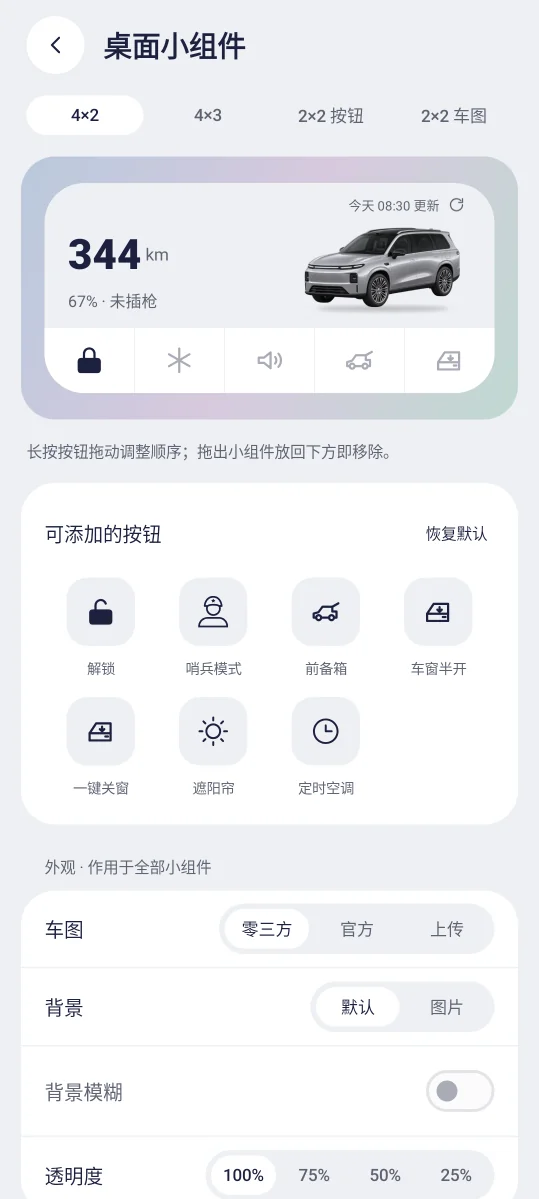 桌面小组件
4×2 4×3 2×2 按钮 2×2 车图
今天 08:30 更新
344 km
67% · 未插枪
长按按钮拖动调整顺序；拖出小组件放回下方即移除。
可添加的按钮 恢复默认
解锁 哨兵模式 前备箱 车窗半开
一键关窗 遮阳帘 定时空调
外观 · 作用于全部小组件
车图 零三方 官方 上传
背景 默认 图片
背景模糊
透明度 100% 75% 50% 25%